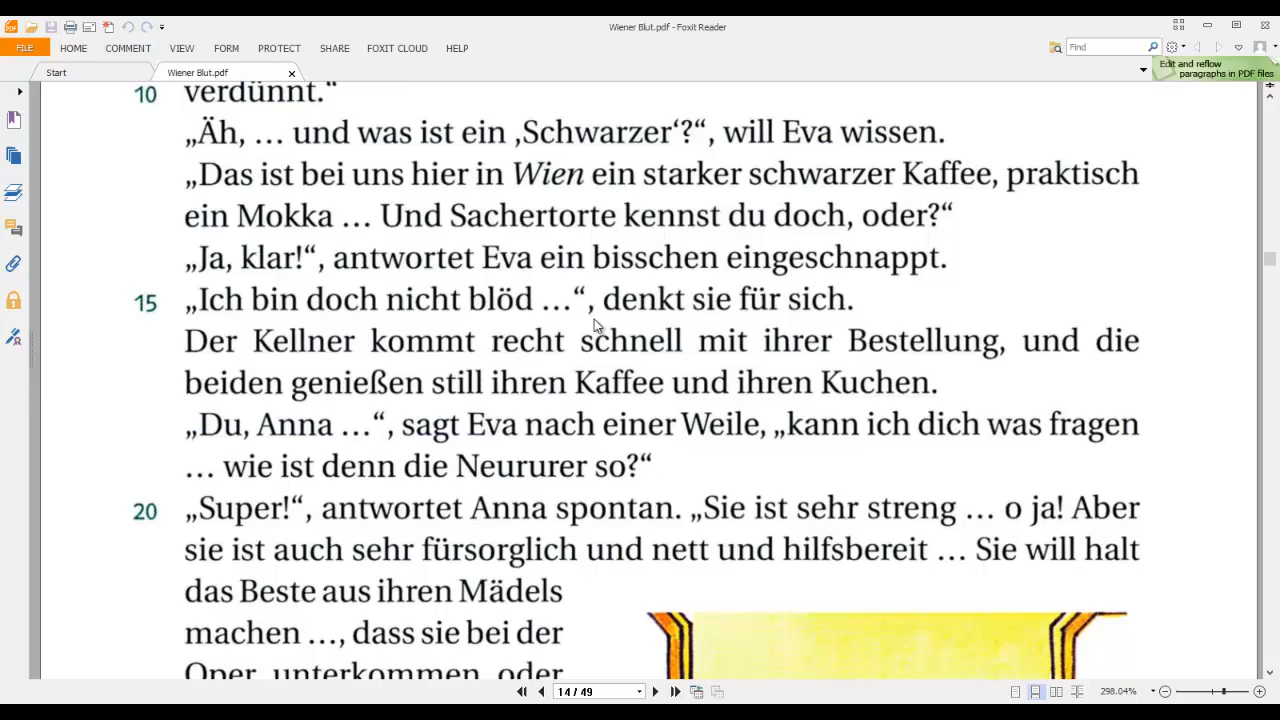 Wiener Blut.pdf - Foxit Reader
FILE HOME COMMENT VIEW FORM PROTECT SHARE FOXIT CLOUD HELP
Find
Start
Wiener Blut.pdf
Edit and reflow
paragraphs in PDF files
10 verdünnt.“
„Äh, … und was ist ein ‚Schwarzer‘?“, will Eva wissen.
„Das ist bei uns hier in Wien ein starker schwarzer Kaffee, praktisch
ein Mokka … Und Sachertorte kennst du doch, oder?“
„Ja, klar!“, antwortet Eva ein bisschen eingeschnappt.
15 „Ich bin doch nicht blöd …“, denkt sie für sich.
Der Kellner kommt recht schnell mit ihrer Bestellung, und die
beiden genießen still ihren Kaffee und ihren Kuchen.
„Du, Anna …“, sagt Eva nach einer Weile, „kann ich dich was fragen
… wie ist denn die Neururer so?“
20 „Super!“, antwortet Anna spontan. „Sie ist sehr streng … o ja! Aber
sie ist auch sehr fürsorglich und nett und hilfsbereit … Sie will halt
das Beste aus ihren Mädels
machen …, dass sie bei der
Oper unterkommen oder
14 / 49
298.04%